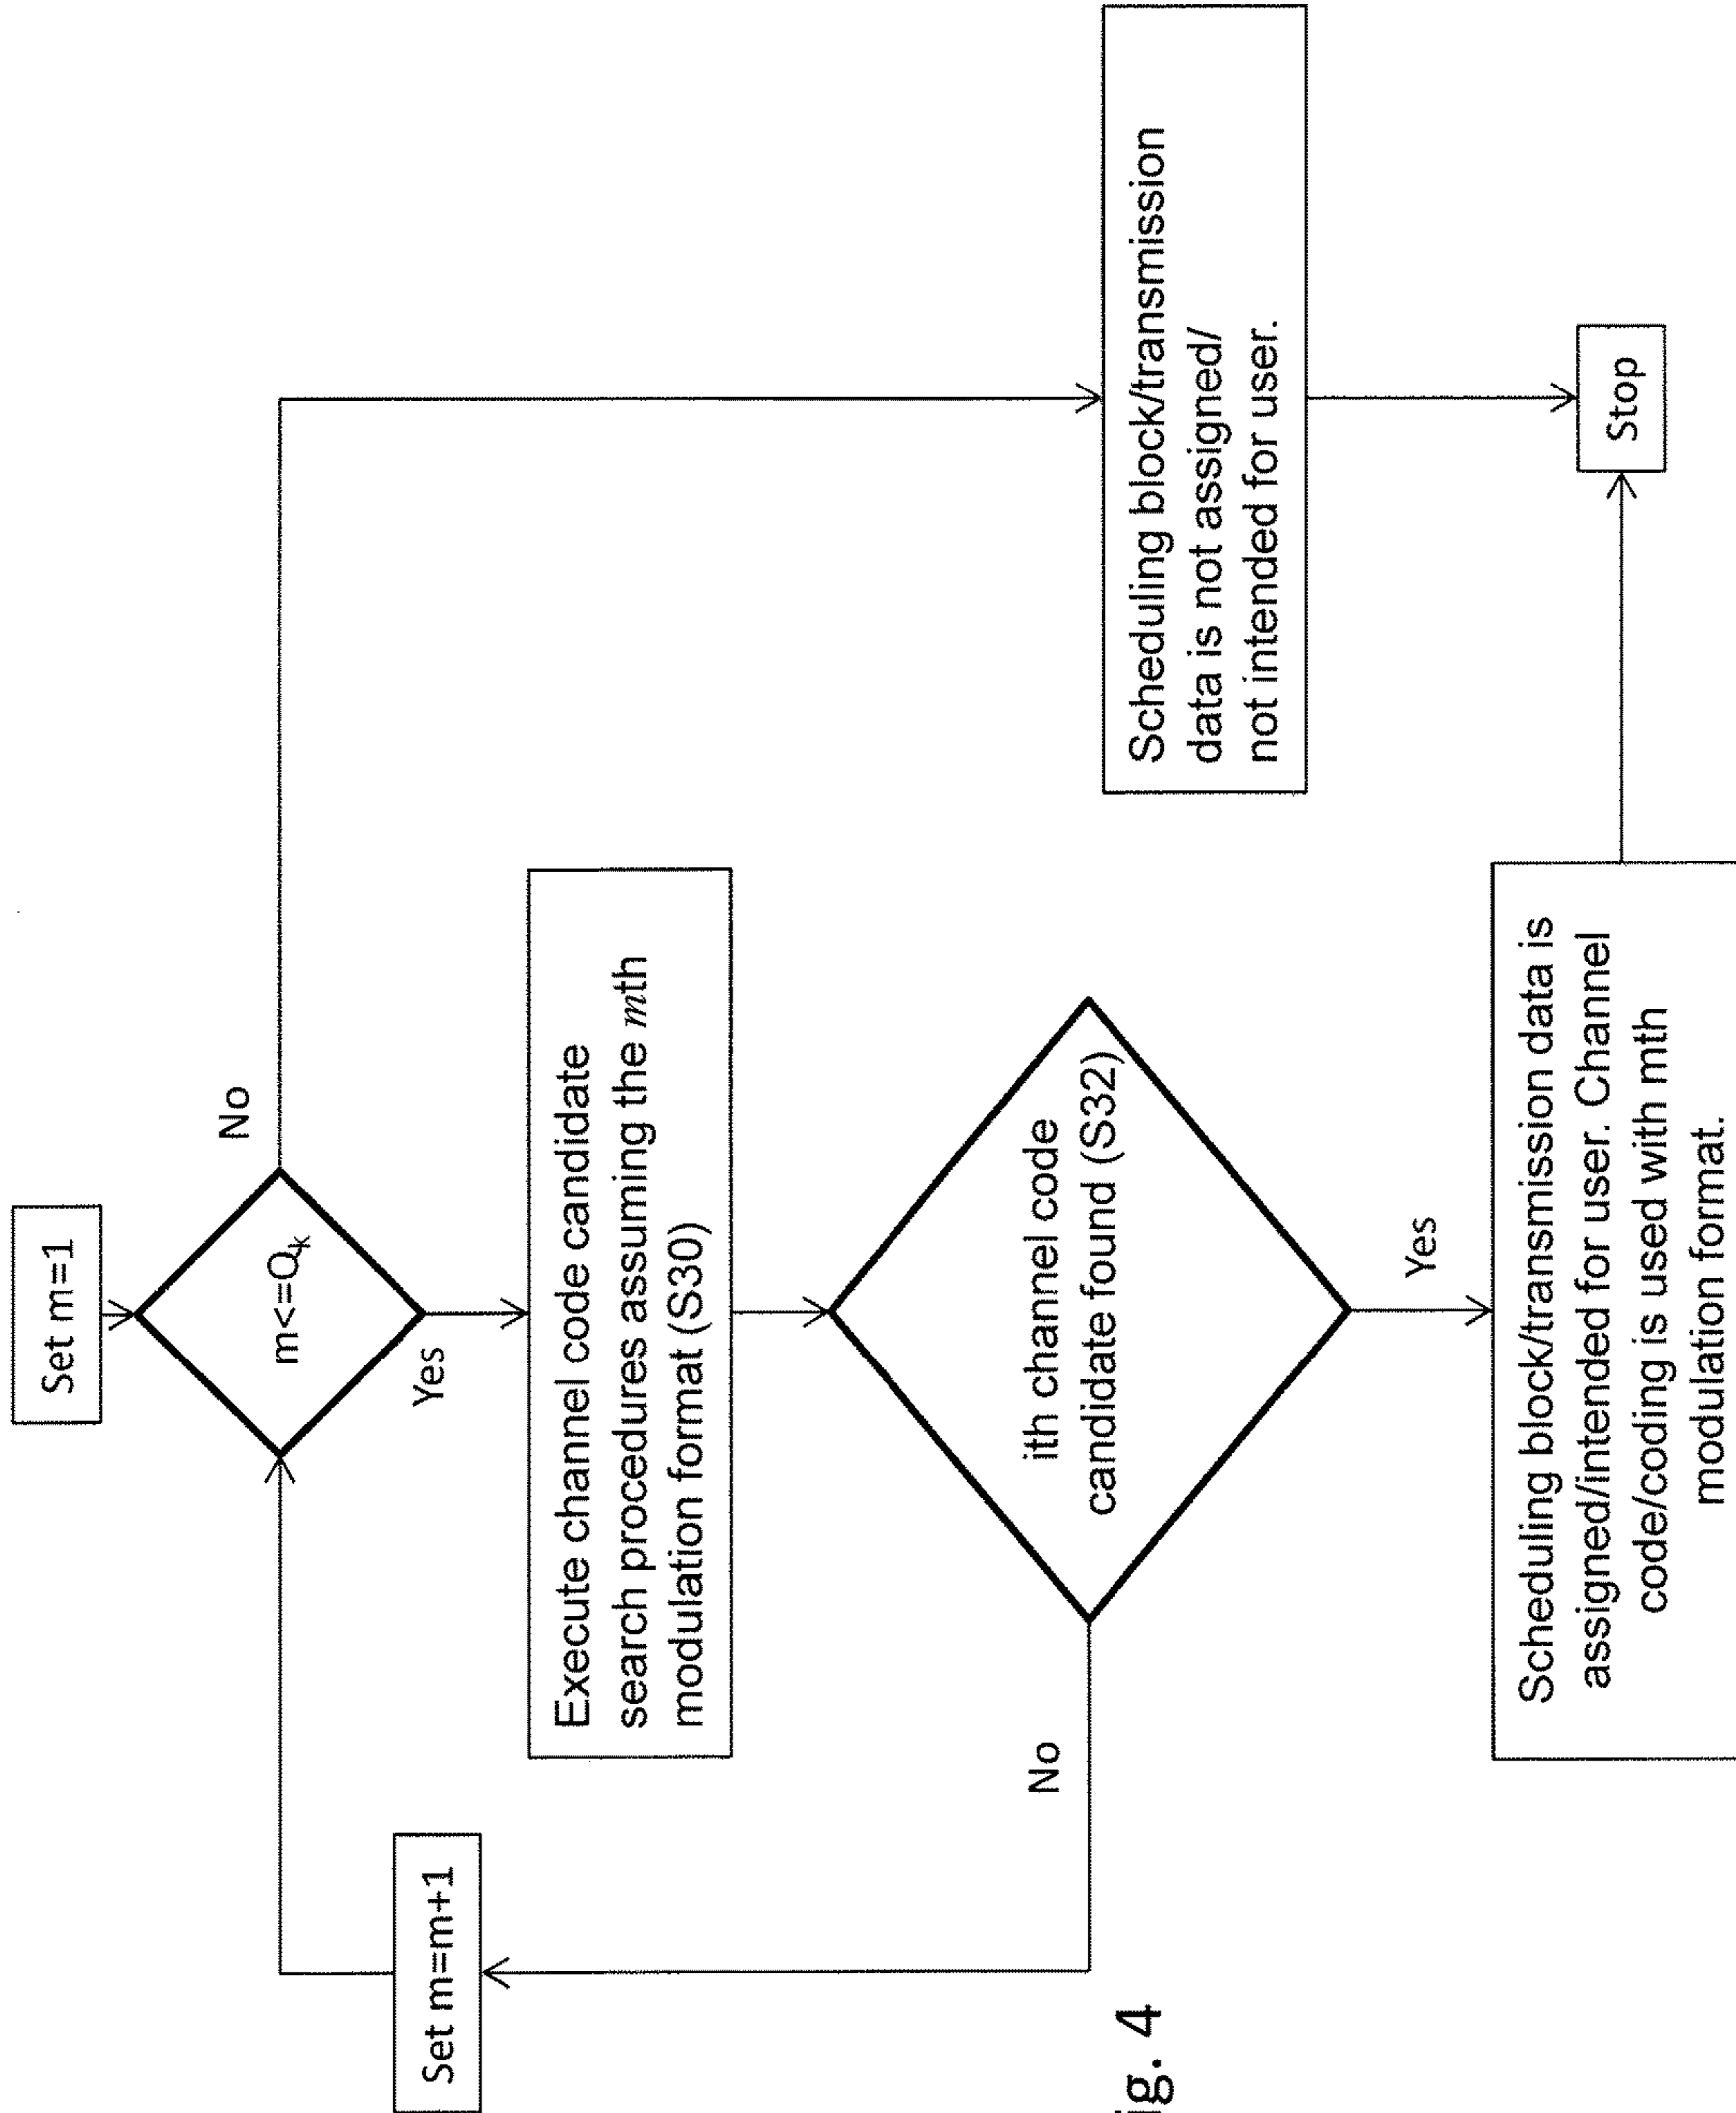 Set m=1
m<=Qk
No
Yes
Execute channel code candidate
search procedures assuming the mth
modulation format (S30)
Set m=m+1
ith channel code
candidate found (S32)
No
Yes
Scheduling block/transmission
data is not assigned/
not intended for user.
Scheduling block/transmission data is
assigned/intended for user. Channel
code/coding is used with mth
modulation format.
Stop
ig. 4